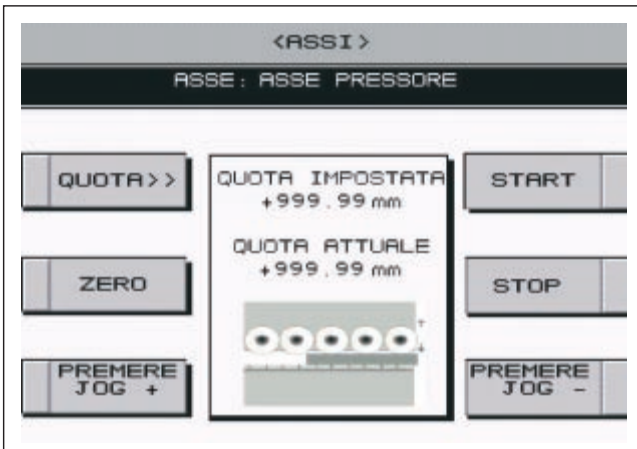 <ASSI>
ASSE: ASSE PRESSORE
QUOTA>>
QUOTA IMPOSTATA
+999.99 mm
START
QUOTA ATTUALE
+999.99 mm
ZERO
STOP
PREMERE
JOG +
PREMERE
JOG -